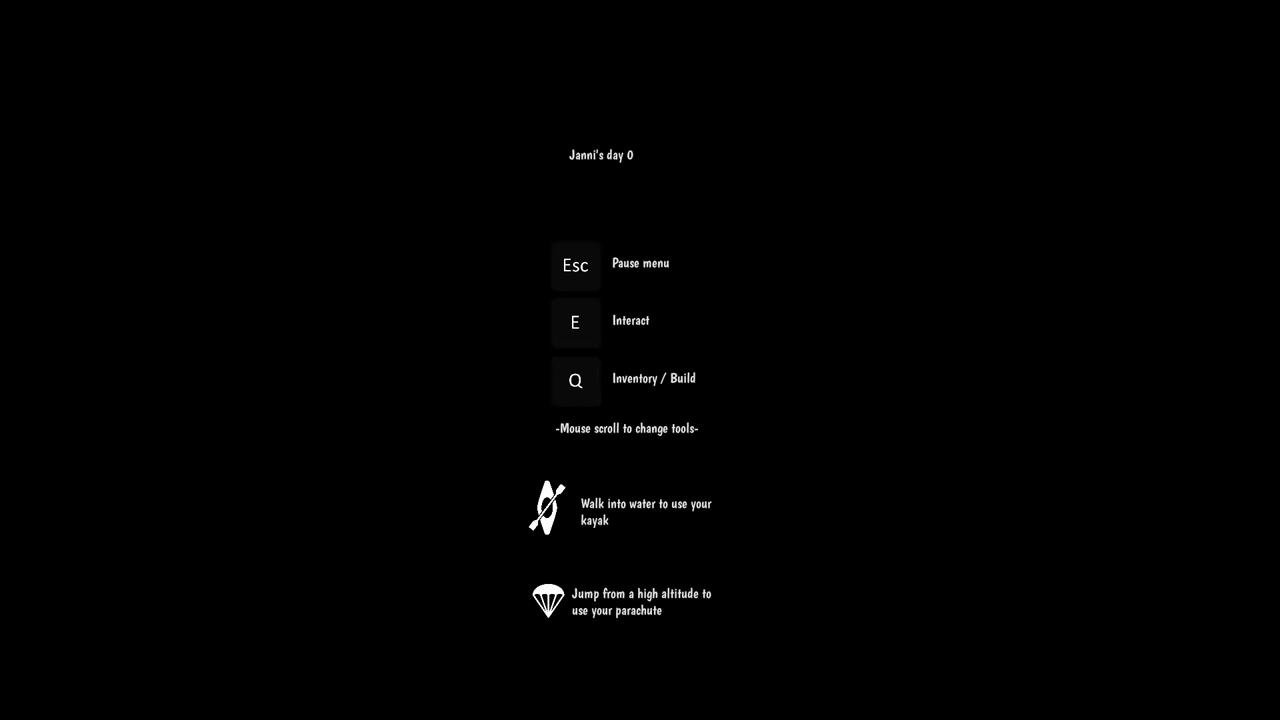 Janni's day 0
Esc Pause menu
E Interact
Q Inventory / Build
-Mouse scroll to change tools-
Walk into water to use your
kayak
Jump from a high altitude to
use your parachute